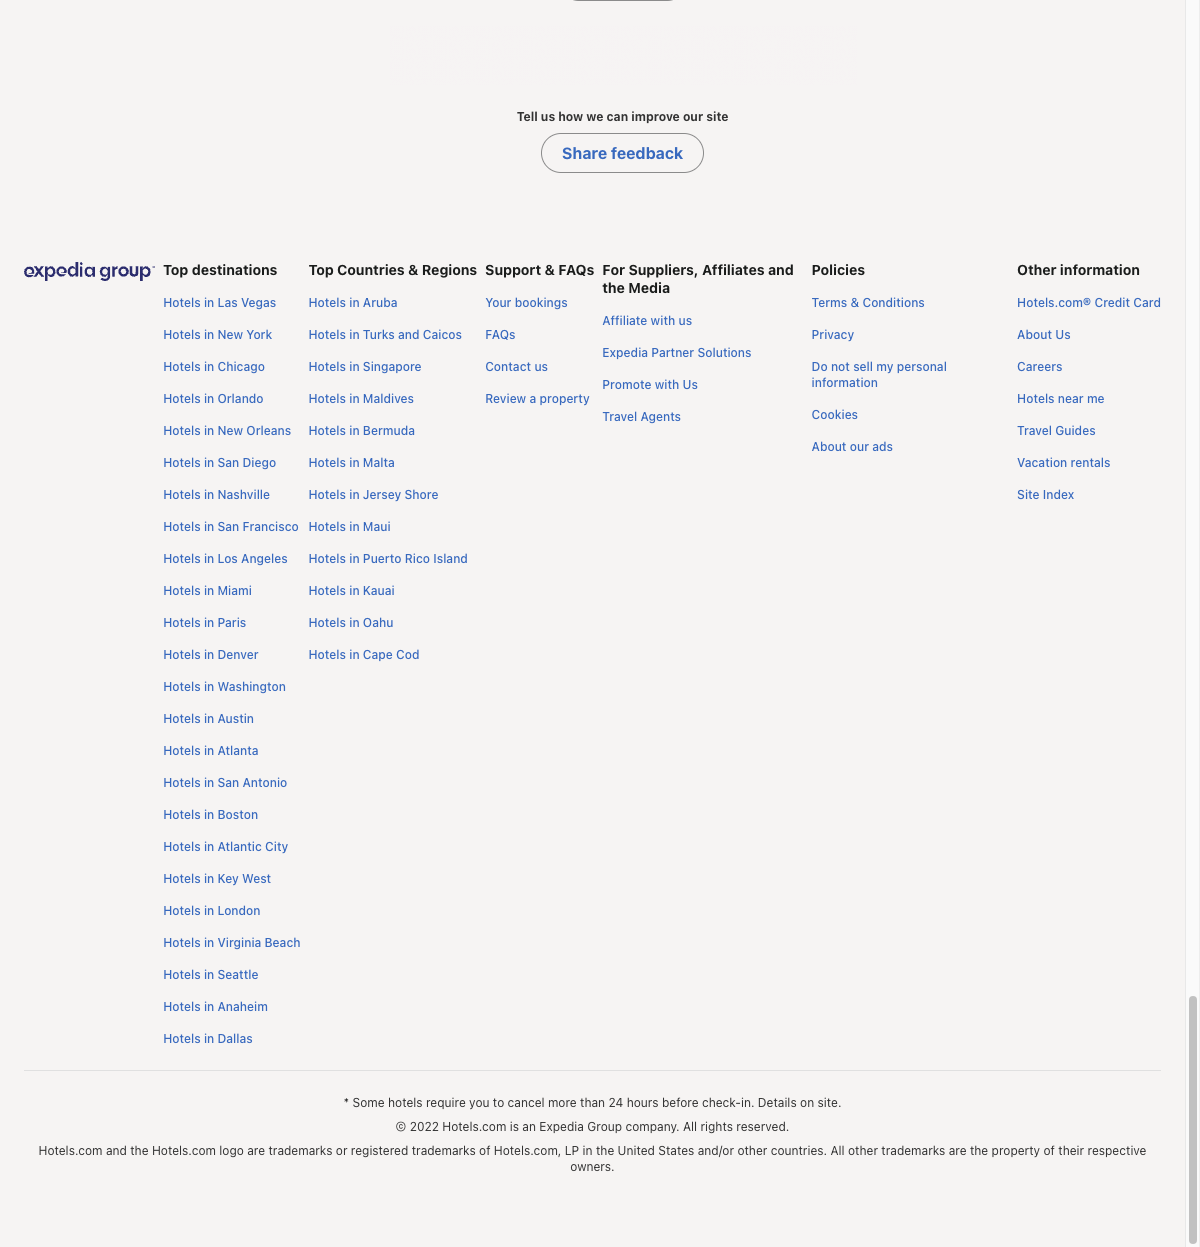 Tell us how we can improve our site
Share feedback
expedia group™
Top destinations
Hotels in Las Vegas
Hotels in New York
Hotels in Chicago
Hotels in Orlando
Hotels in New Orleans
Hotels in San Diego
Hotels in Nashville
Hotels in San Francisco
Hotels in Los Angeles
Hotels in Miami
Hotels in Paris
Hotels in Denver
Hotels in Washington
Hotels in Austin
Hotels in Atlanta
Hotels in San Antonio
Hotels in Boston
Hotels in Atlantic City
Hotels in Key West
Hotels in London
Hotels in Virginia Beach
Hotels in Seattle
Hotels in Anaheim
Hotels in Dallas
Top Countries & Regions
Hotels in Aruba
Hotels in Turks and Caicos
Hotels in Singapore
Hotels in Maldives
Hotels in Bermuda
Hotels in Malta
Hotels in Jersey Shore
Hotels in Maui
Hotels in Puerto Rico Island
Hotels in Kauai
Hotels in Oahu
Hotels in Cape Cod
Support & FAQs
Your bookings
FAQs
Contact us
Review a property
For Suppliers, Affiliates and
the Media
Affiliate with us
Expedia Partner Solutions
Promote with Us
Travel Agents
Policies
Terms & Conditions
Privacy
Do not sell my personal
information
Cookies
About our ads
Other information
Hotels.com® Credit Card
About Us
Careers
Hotels near me
Travel Guides
Vacation rentals
Site Index
* Some hotels require you to cancel more than 24 hours before check-in. Details on site.
© 2022 Hotels.com is an Expedia Group company. All rights reserved.
Hotels.com and the Hotels.com logo are trademarks or registered trademarks of Hotels.com, LP in the United States and/or other countries. All other trademarks are the property of their respective
owners.